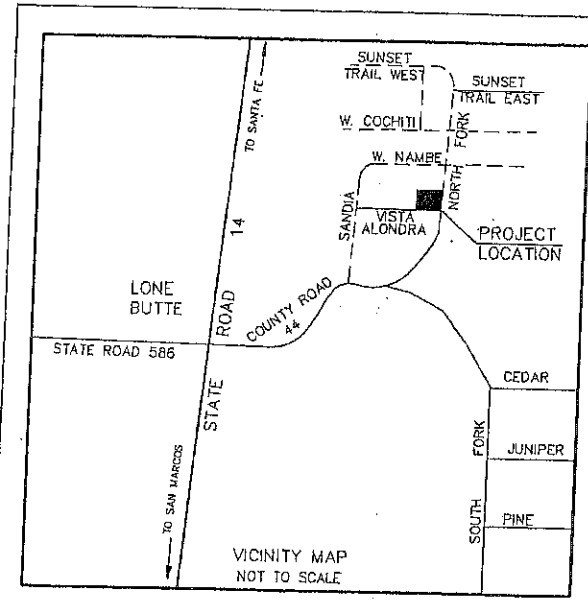 SUNSET
TRAIL WEST
SUNSET
TRAIL EAST
TO SANTA FE
W. COCHITI
FORK
W. NAMBE
NORTH
SANDIA
VISTA
ALONDRA
PROJECT
LOCATION
14
LONE
BUTTE
ROAD
COUNTY ROAD
44
STATE ROAD 586
STATE
CEDAR
FORK
JUNIPER
SOUTH
PINE
TO SAN MARCOS
VICINITY MAP
NOT TO SCALE